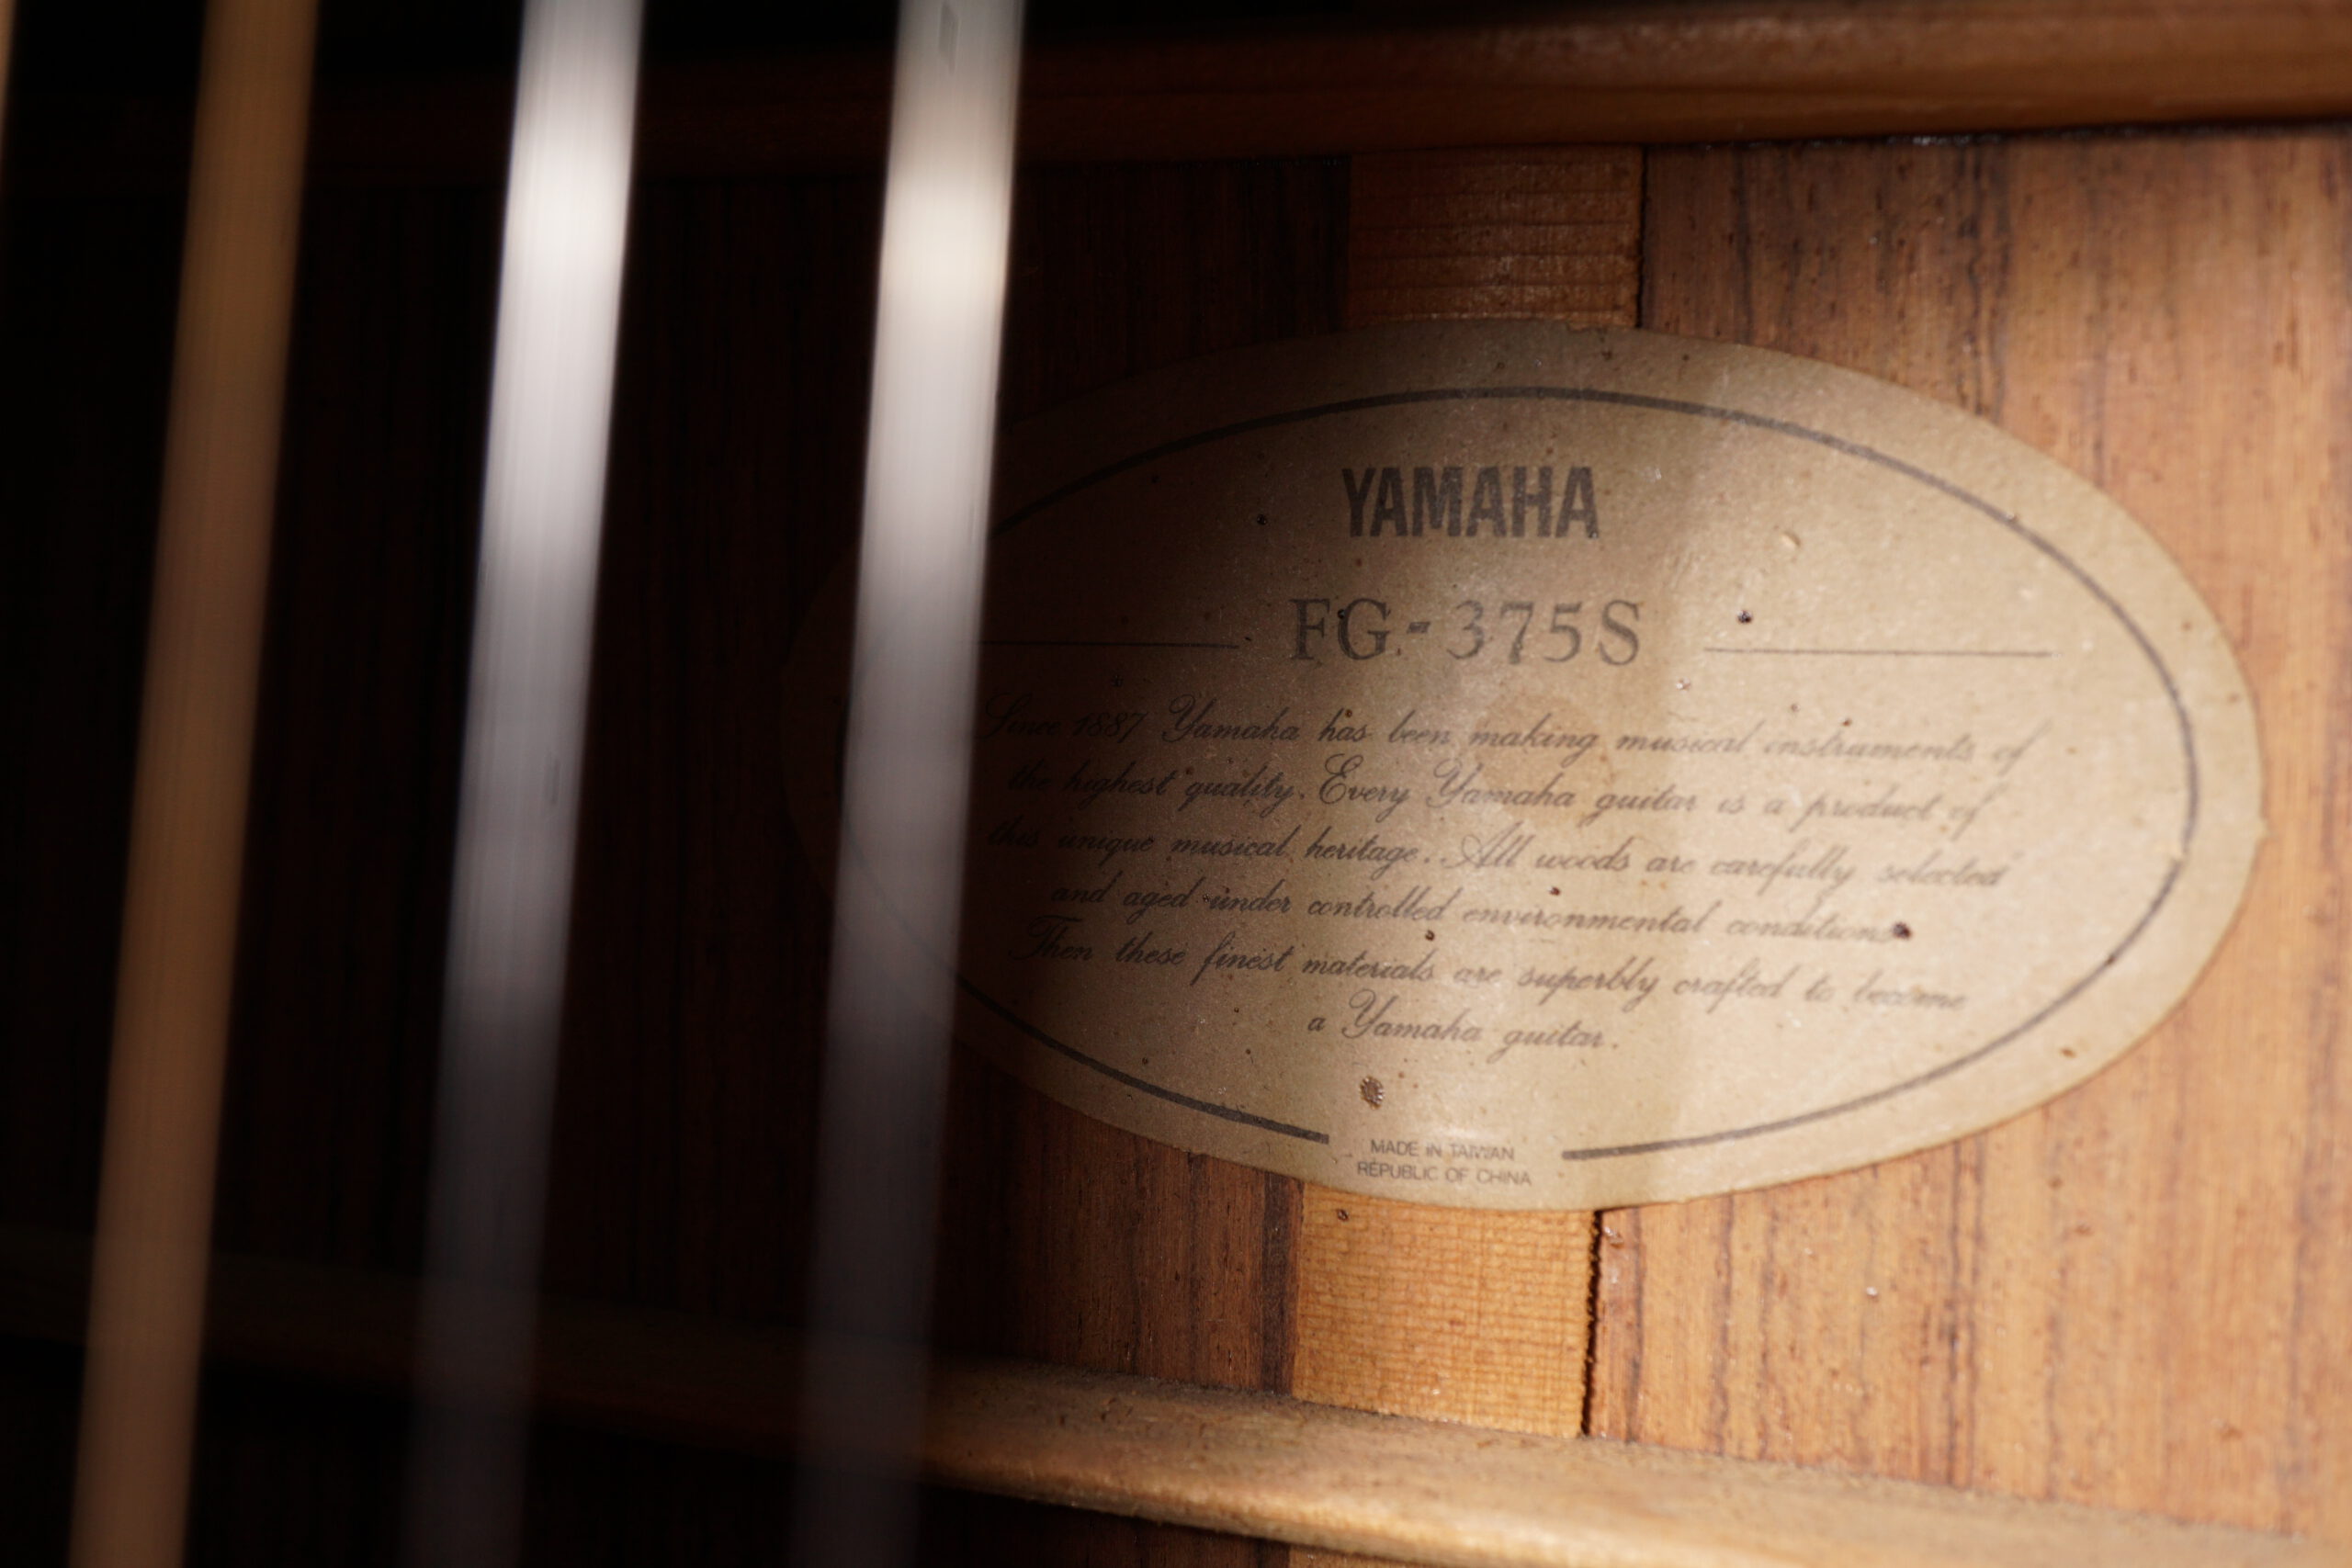 YAMAHA
FG-375S
Since 1887 Yamaha has been making musical instruments of
the highest quality. Every Yamaha guitar is a product of
this unique musical heritage. All woods are carefully selected
and aged under controlled environmental conditions.
Then these finest materials are superbly crafted to become
a Yamaha guitar.
MADE IN TAIWAN
REPUBLIC OF CHINA